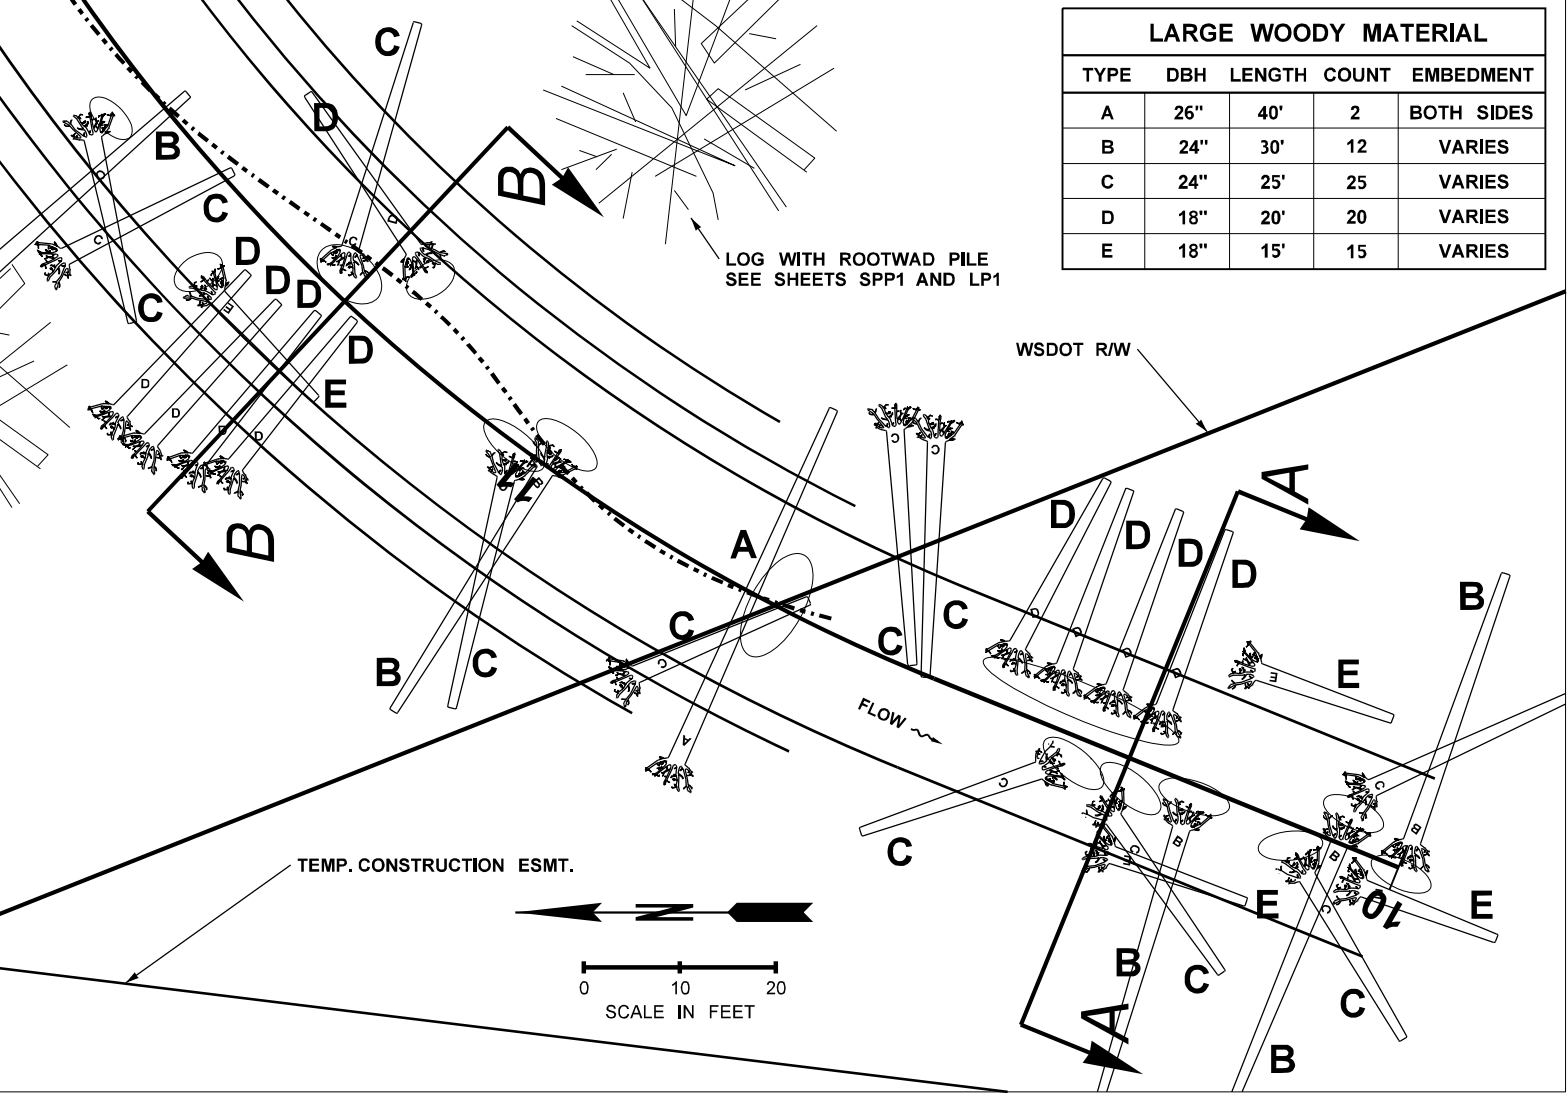 LARGE WOODY MATERIAL
TYPE DBH LENGTH COUNT EMBEDMENT
A 26" 40' 2 BOTH SIDES
B 24" 30' 12 VARIES
C 24" 25' 25 VARIES
D 18" 20' 20 VARIES
E 18" 15' 15 VARIES
C
D
B
B
C
C
D
D
D
D
E
LOG WITH ROOTWAD PILE
SEE SHEETS SPP1 AND LP1
WSDOT R/W
B
11
A
C
B
C
C
C
D
D
D
D
A
B
E
FLOW
C
E
E
10
B
C
C
B
A
TEMP. CONSTRUCTION ESMT.
N
0 10 20
SCALE IN FEET